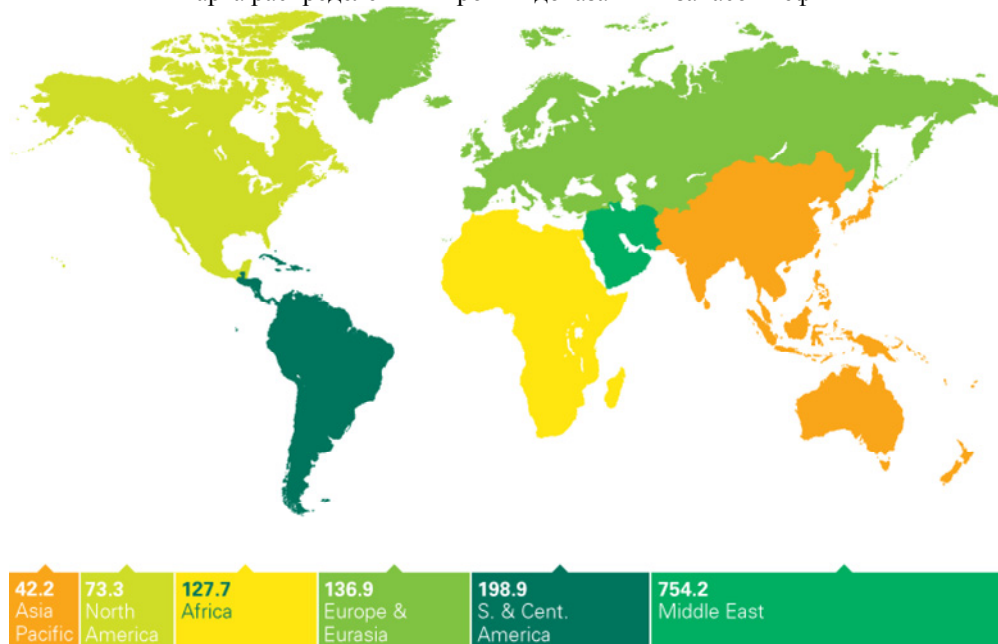 42.2
Asia
Pacific
73.3
North
America
127.7
Africa
136.9
Europe &
Eurasia
198.9
S. & Cent.
America
754.2
Middle East